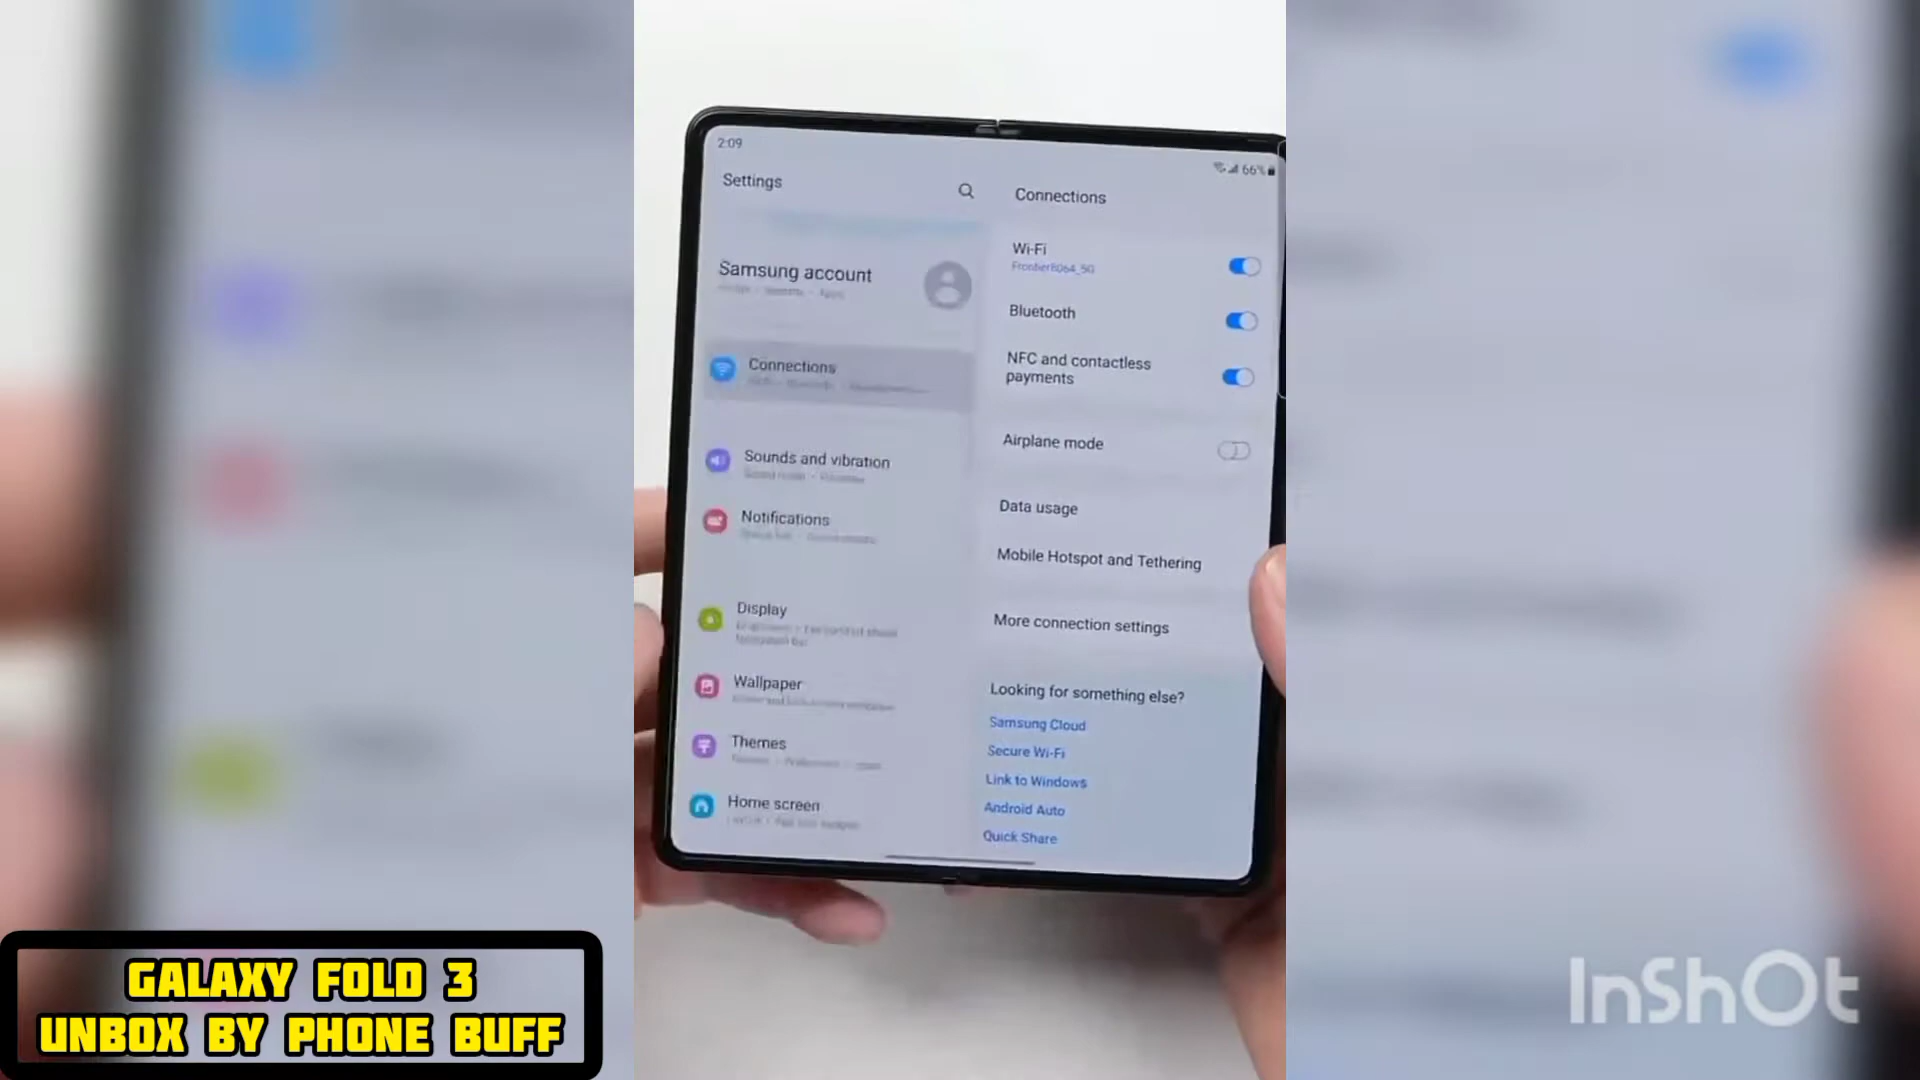 2:09
66%
Settings
Connections
Samsung account
Wi-Fi
Bluetooth
NFC and contactless
payments
Connections
Airplane mode
Sounds and vibration
Data usage
Notifications
Mobile Hotspot and Tethering
Display
More connection settings
Wallpaper
Looking for something else?
Samsung Cloud
Themes
Secure Wi-Fi
Link to Windows
Home screen
Android Auto
Quick Share
GALAXY FOLD 3
UNBOX BY PHONE BUFF
InShOt